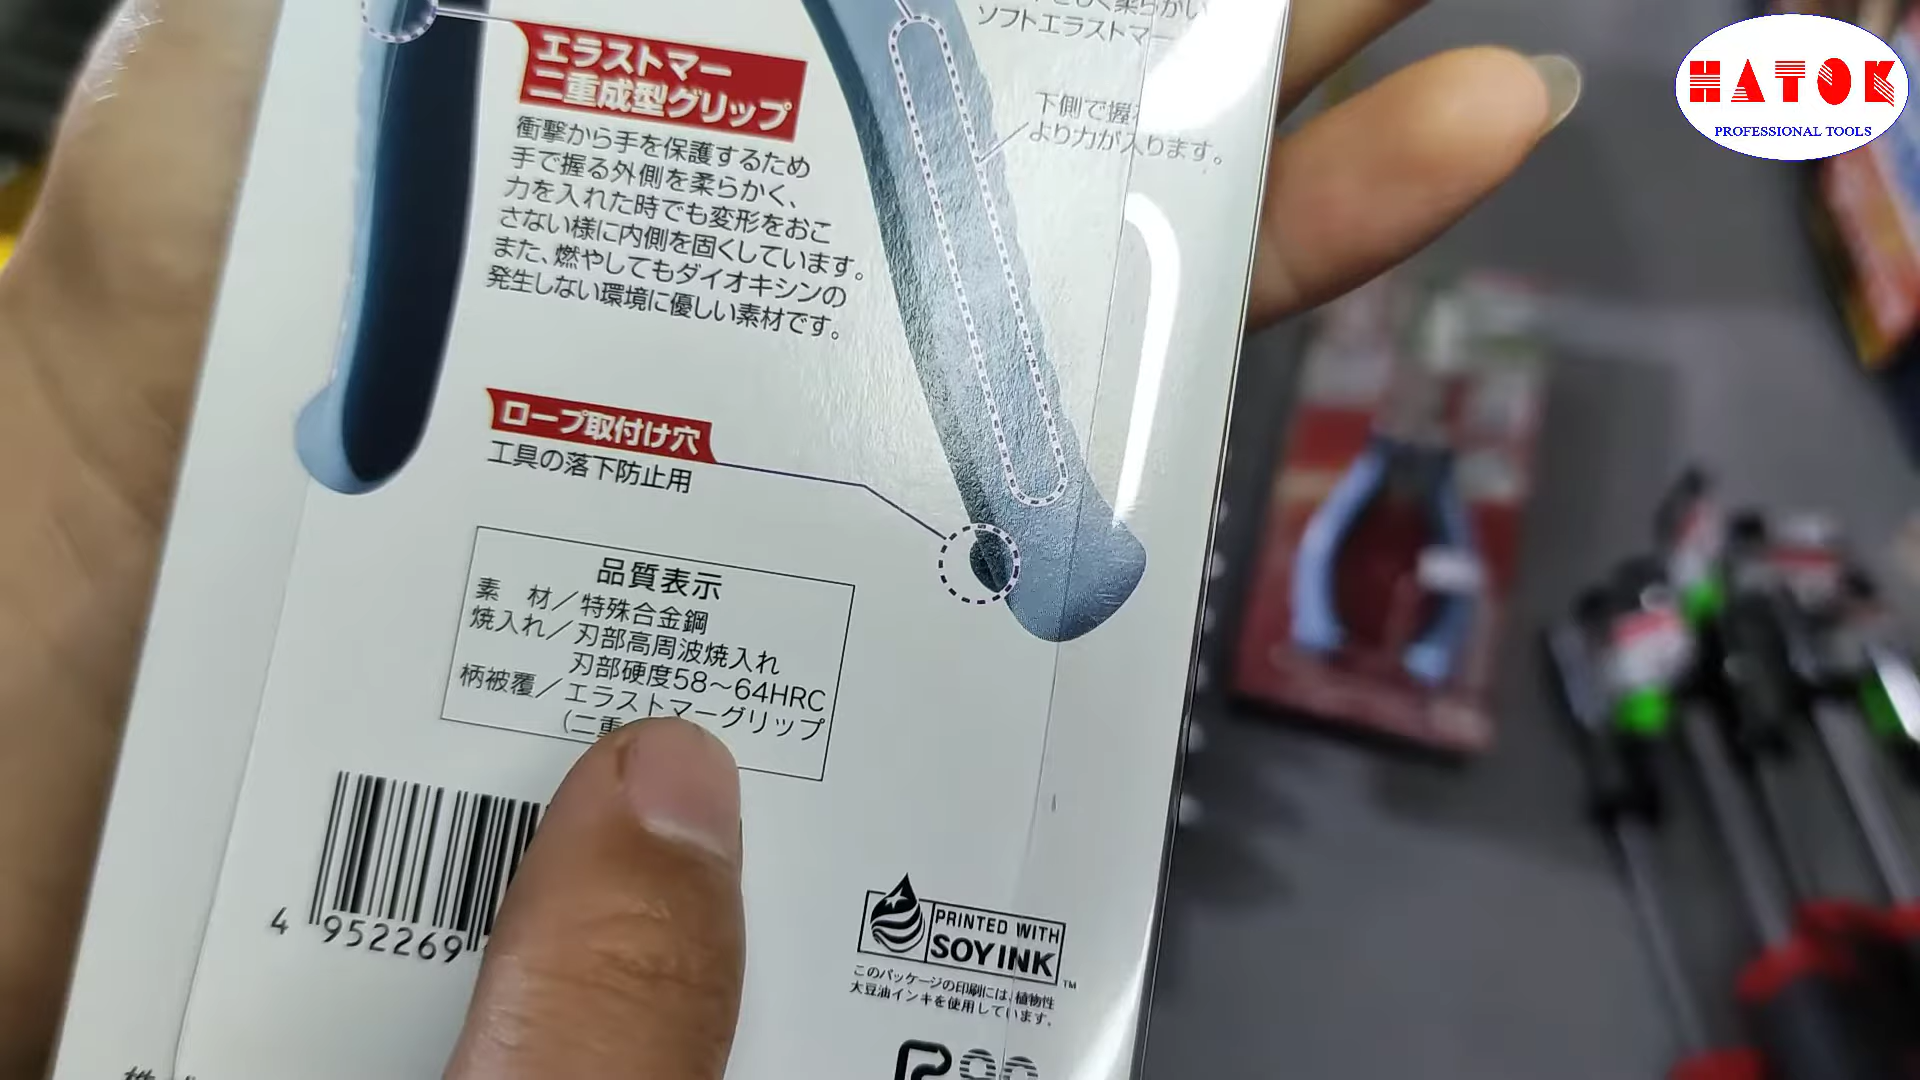 HATOK
PROFESSIONAL TOOLS
柔らかい
ソフトエラストマー
エラストマー
二重成型グリップ
下側で握
より力が入ります。
衝撃から手を保護するため
手で握る外側を柔らかく、
力を入れた時でも変形をおこ
さない様に内側を固くしています。
また、燃やしてもダイオキシンの
発生しない環境に優しい素材です。
ロープ取付け穴
工具の落下防止用
品質表示
素 材／特殊合金鋼
焼入れ／刃部高周波焼入れ
刃部硬度58〜64HRC
柄被覆／エラストマーグリップ
(二重
4 952269
PRINTED WITH
SOY INK
TM
このパッケージの印刷には、植物性
大豆油インキを使用しています。